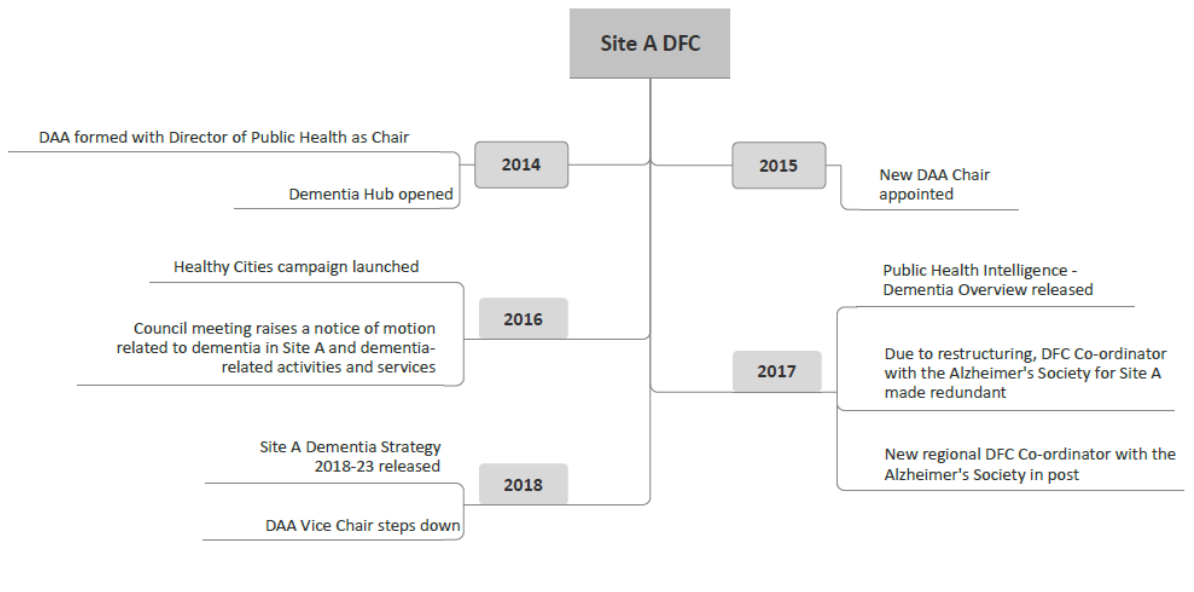 Site A DFC
DAA formed with Director of Public Health as Chair
2014
Dementia Hub opened
2015
New DAA Chair
appointed
Healthy Cities campaign launched
2016
Council meeting raises a notice of motion
related to dementia in Site A and dementia-
related activities and services
Public Health Intelligence -
Dementia Overview released
2017
Due to restructuring, DFC Co-ordinator
with the Alzheimer's Society for Site A
made redundant
New regional DFC Co-ordinator with the
Alzheimer's Society in post
Site A Dementia Strategy
2018-23 released
2018
DAA Vice Chair steps down